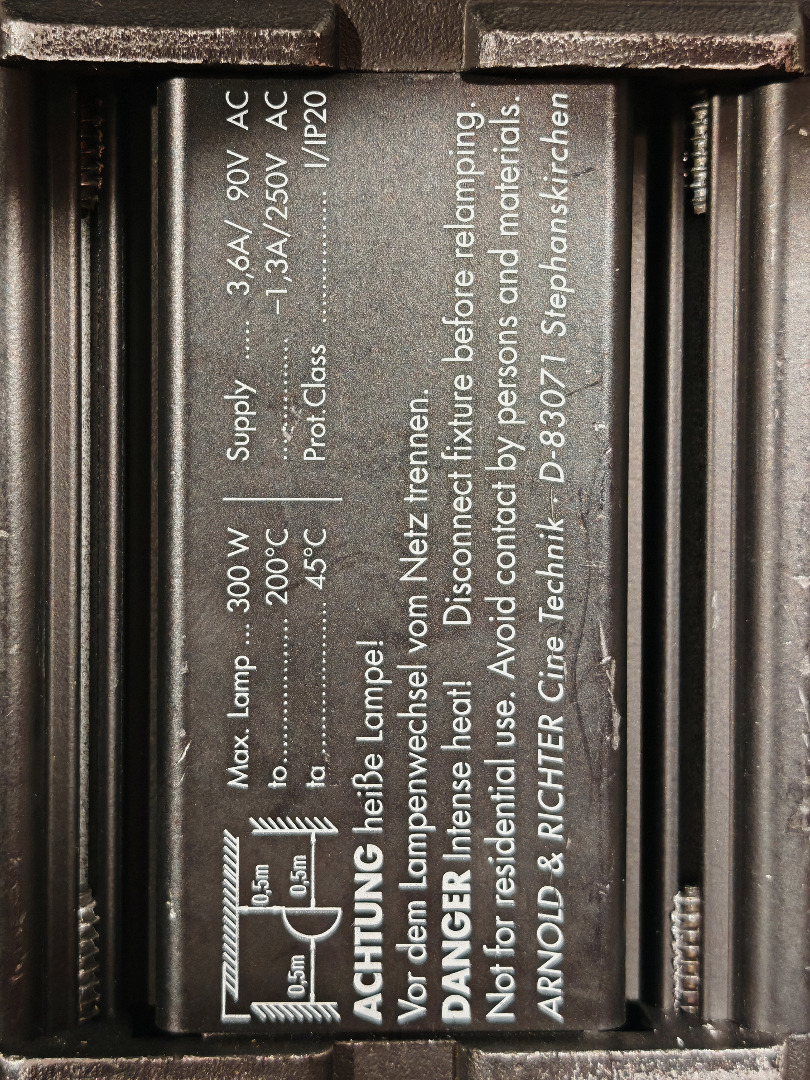 0,5m
0,5m
0,5m
Max. Lamp ... 300 W
to.................... 200°C
ta .................... 45°C
Supply ...... 3,6A/ 90V AC
............... –1,3A/250V AC
Prot.Class .................. I/IP20
ACHTUNG heiße Lampe!
Vor dem Lampenwechsel vom Netz trennen.
DANGER Intense heat! Disconnect fixture before relamping.
Not for residential use. Avoid contact by persons and materials.
ARNOLD & RICHTER Cine Technik · D-83071 Stephanskirchen